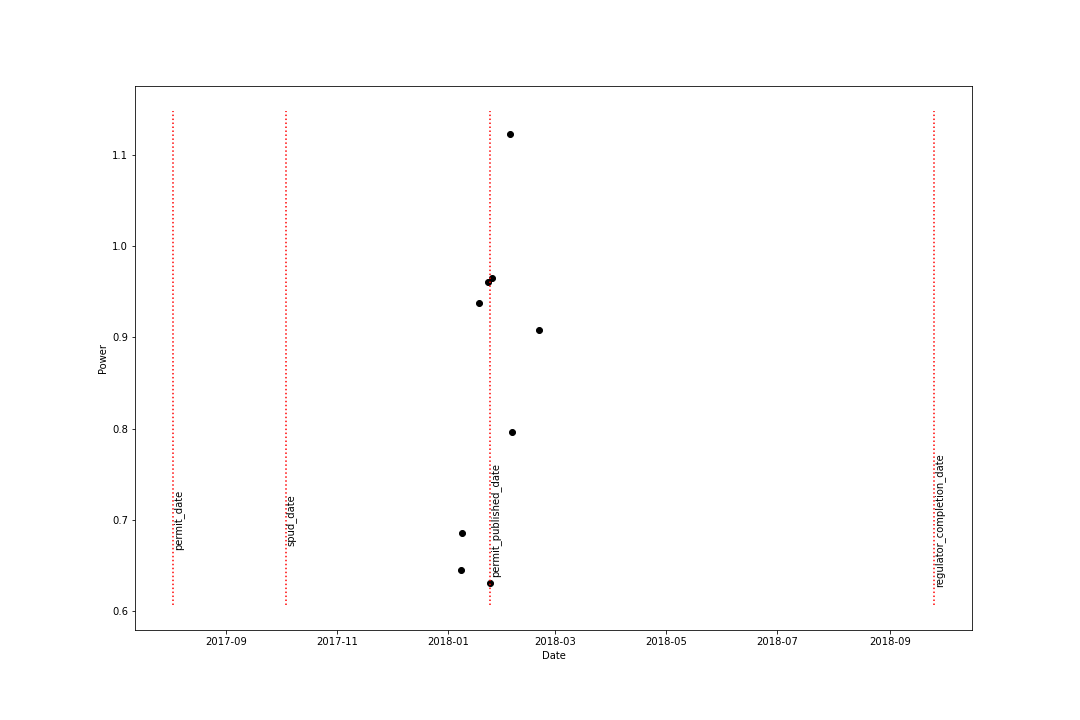 1.1
1.0
0.9
0.8
0.7
0.6
Power
permit_date
spud_date
permit_published_date
regulator_completion_date
2017-09 2017-11 2018-01 2018-03 2018-05 2018-07 2018-09
Date